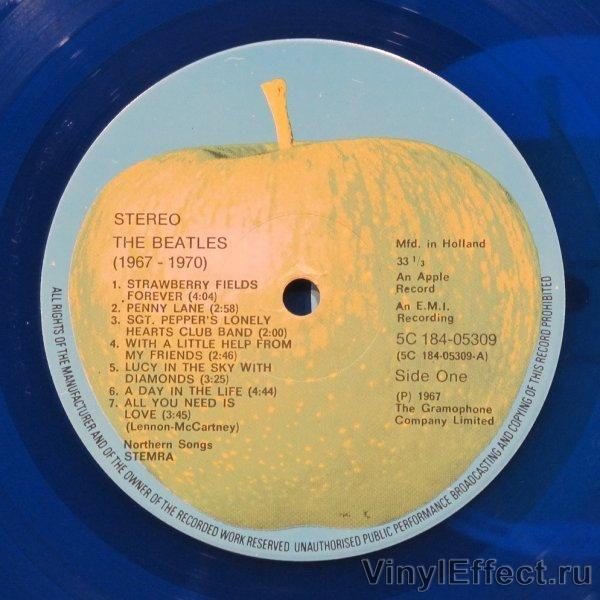 STEREO
THE BEATLES
(1967 - 1970)
1. STRAWBERRY FIELDS
FOREVER (4:04)
2. PENNY LANE (2:58)
3. SGT. PEPPER'S LONELY
HEARTS CLUB BAND (2:00)
4. WITH A LITTLE HELP FROM
MY FRIENDS (2:46)
5. LUCY IN THE SKY WITH
DIAMONDS (3:25)
6. A DAY IN THE LIFE (4:44)
7. ALL YOU NEED IS
LOVE (3:45)
(Lennon-McCartney)
Northern Songs
STEMRA
Mfd. in Holland
33 1/3
An Apple
Record
An E.M.I.
Recording
5C 184-05309
(5C 184-05309-A)
Side One
(P) 1967
The Gramophone
Company Limited
ALL RIGHTS OF THE MANUFACTURER AND OF THE OWNER OF THE RECORDED WORK RESERVED UNAUTHORISED PUBLIC PERFORMANCE BROADCASTING AND COPYING OF THIS RECORD PROHIBITED
VinylEffect.ru